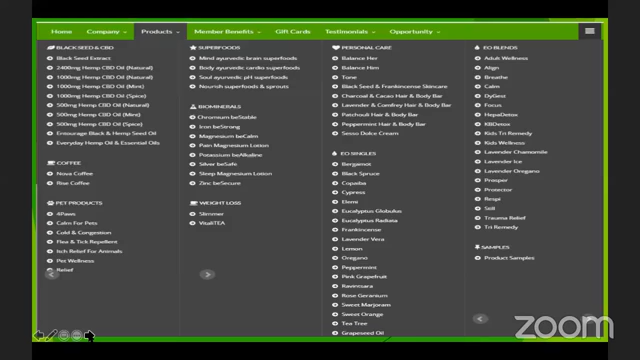 Home Company Products Member Benefits Gift Cards Testimonials Opportunity
BLACK SEED & CBD
Black Seed Extract
2400mg Hemp CBD Oil (Natural)
1000mg Hemp CBD Oil (Natural)
1000mg Hemp CBD Oil (Mint)
1000mg Hemp CBD Oil (Spice)
500mg Hemp CBD Oil (Natural)
500mg Hemp CBD Oil (Mint)
500mg Hemp CBD Oil (Spice)
Entourage Black & Hemp Seed Oil
Everyday Hemp Oil & Essential Oils
COFFEE
Nova Coffee
Rise Coffee
PET PRODUCTS
4Paws
Calm For Pets
Cold & Congestion
Flea & Tick Repellent
Itch Relief For Animals
Pet Wellness
Relief
SUPERFOODS
Mind ayurvedic brain superfoods
Body ayurvedic cardio superfoods
Soul ayurvedic pH superfoods
Nourish superfoods & sprouts
BIOMINERALS
Chromium beStable
Iron beStrong
Magnesium beCalm
Pain Magnesium Lotion
Potassium beAlkaline
Silver beSafe
Sleep Magnesium Lotion
Zinc beSecure
WEIGHT LOSS
Slimmer
VitaliTEA
PERSONAL CARE
Balance Her
Balance Him
Tune
Black Seed & Frankincense Skincare
Charcoal & Cacao Hair & Body Bar
Lavender & Comfrey Hair & Body Bar
Patchouli Hair & Body Bar
Peppermint Hair & Body Bar
Sesso Dolce Cream
EO SINGLES
Bergamot
Black Spruce
Copaiba
Cypress
Elemi
Eucalyptus Globulus
Eucalyptus Radiata
Frankincense
Lavender Vera
Lemon
Oregano
Peppermint
Pink Grapefruit
Ravintsara
Rose Geranium
Sweet Marjoram
Sweet Orange
Tea Tree
Grapeseed Oil
EO BLENDS
Adult Wellness
Align
Breathe
Calm
DyGest
Focus
HepaDetox
KBDetox
Kids Tri Remedy
Kids Wellness
Lavender Chamomile
Lavender Ice
Lavender Oregano
Prosper
Protector
Respi
Still
Trauma Relief
Tri Remedy
SAMPLES
Product Samples
zoom